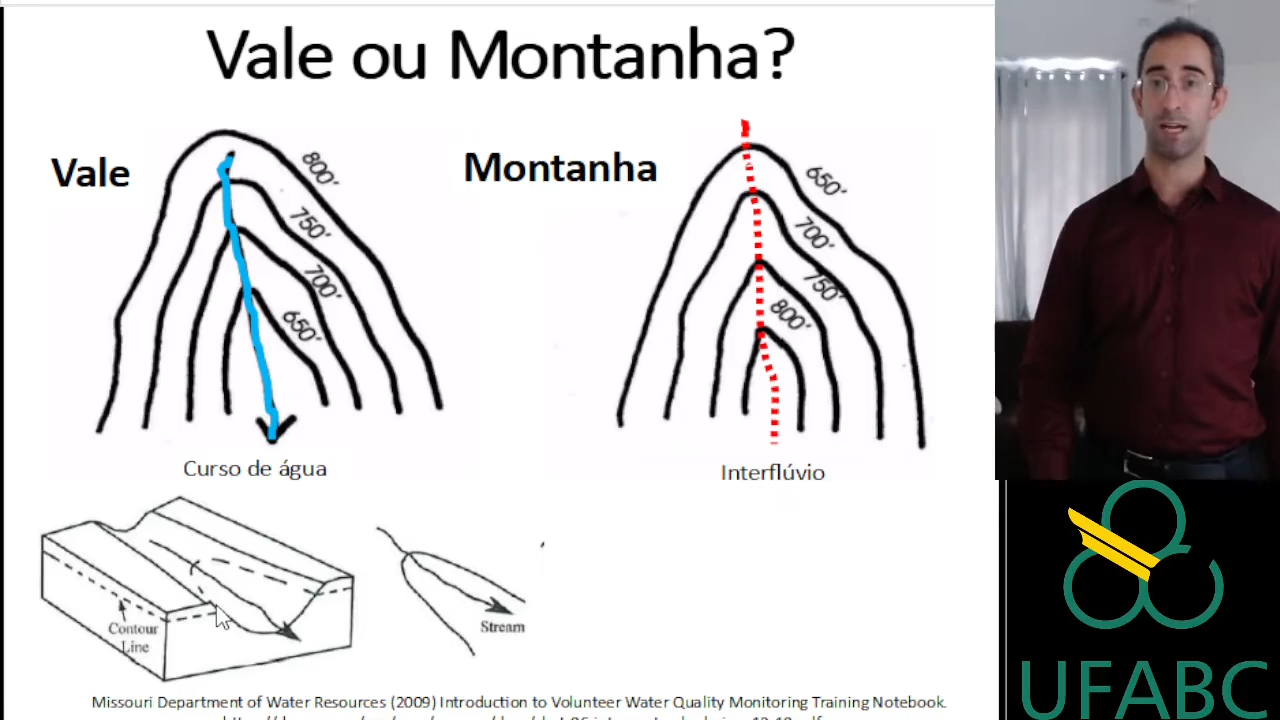 Vale ou Montanha?
Vale
800'
750'
700'
650'
Curso de água
Montanha
650'
700'
750'
800'
Interflúvio
Contour
Line
Stream
Missouri Department of Water Resources (2009) Introduction to Volunteer Water Quality Monitoring Training Notebook.
UFABC